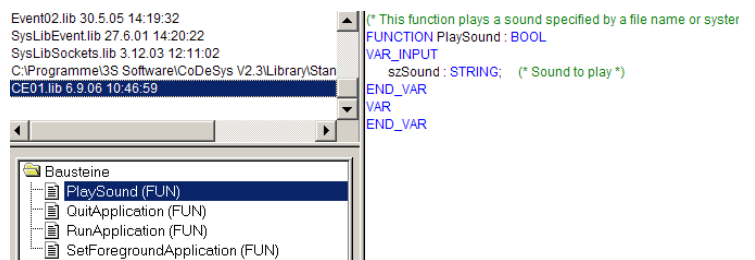 Event02.lib 30.5.05 14:19:32
SysLibEvent.lib 27.6.01 14:20:22
SysLibSockets.lib 3.12.03 12:11:02
C:\Programme\3S Software\CoDeSys V2.3\Library\Stan
CE01.lib 6.9.06 10:46:59
Bausteine
PlaySound (FUN)
QuitApplication (FUN)
RunApplication (FUN)
SetForegroundApplication (FUN)
(* This function plays a sound specified by a file name or system
FUNCTION PlaySound : BOOL
VAR_INPUT
szSound : STRING; (* Sound to play *)
END_VAR
VAR
END_VAR